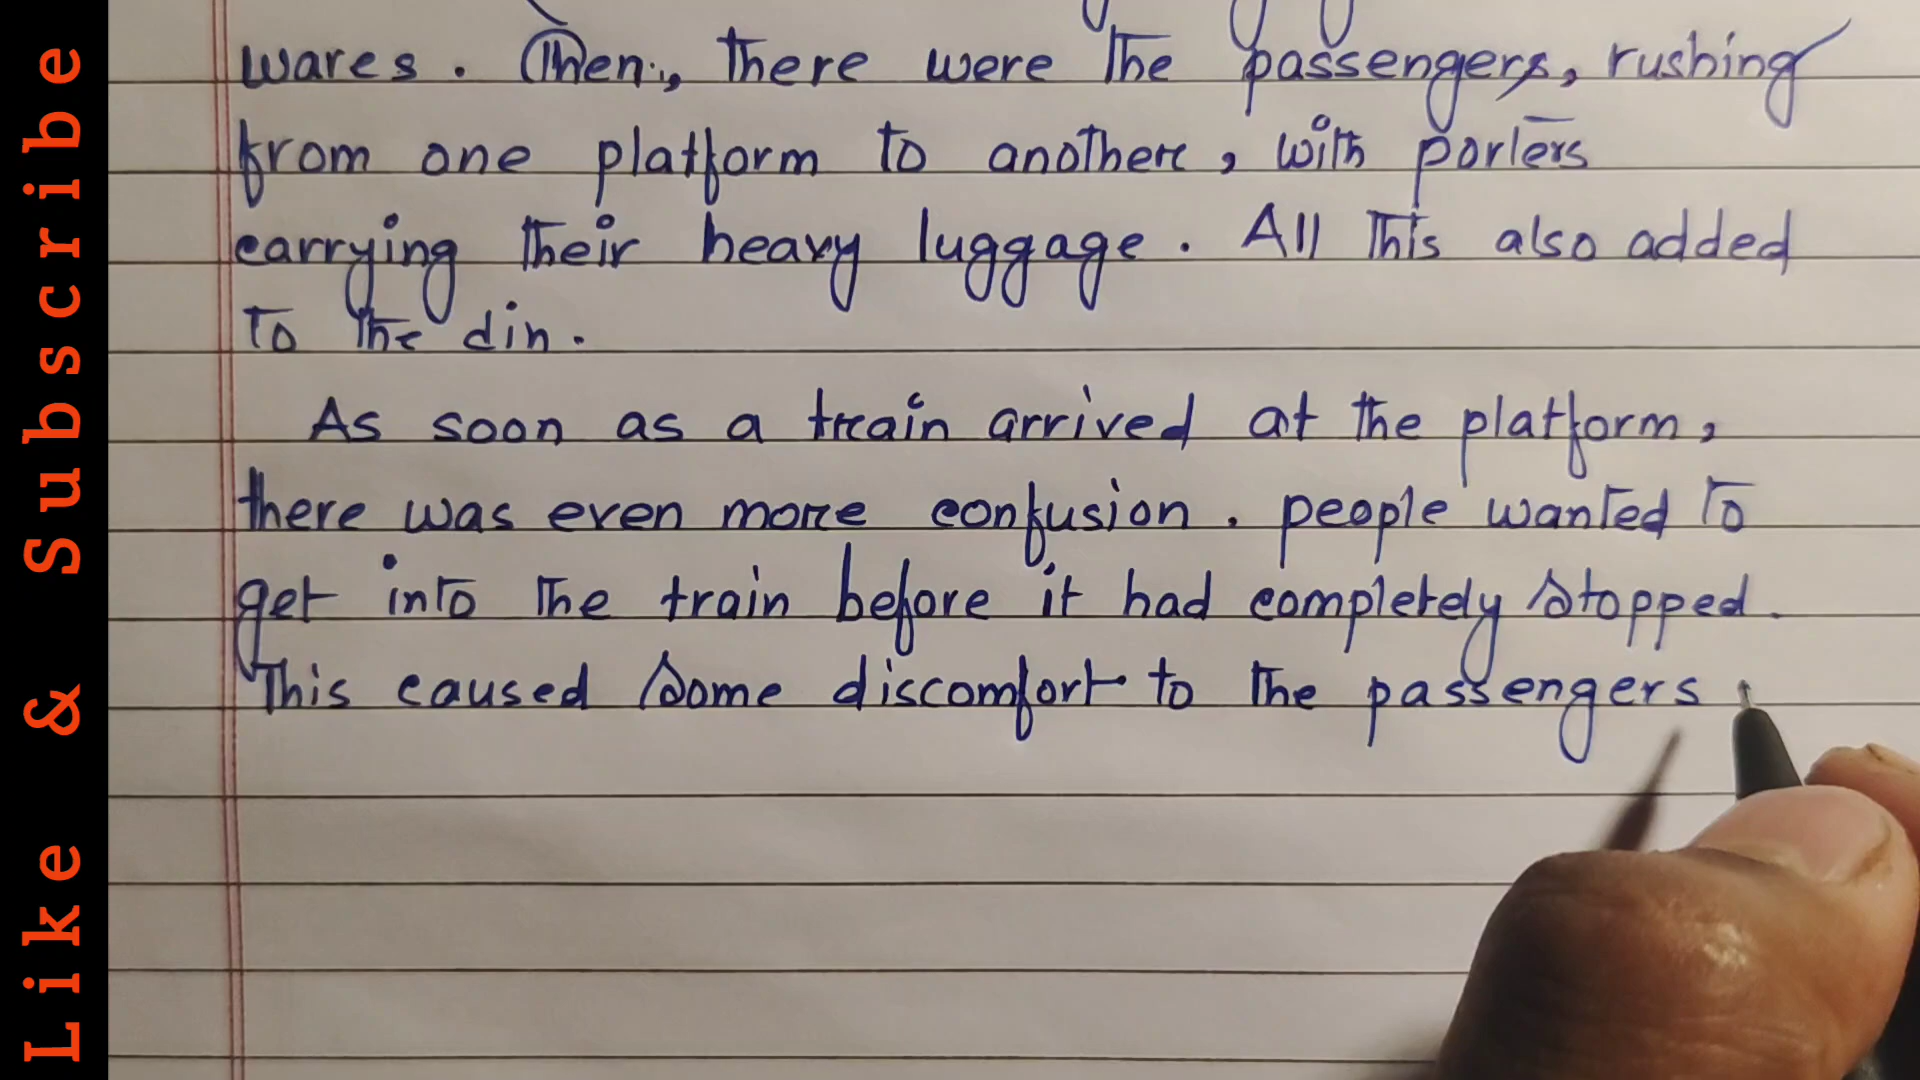 Like & Subscribe
wares. Then, there were the passengers, rushing
from one platform to another, with porters
carrying their heavy luggage. All this also added
to the din.
As soon as a train arrived at the platform,
there was even more confusion. people wanted to
get into the train before it had completely stopped.
This caused some discomfort to the passengers